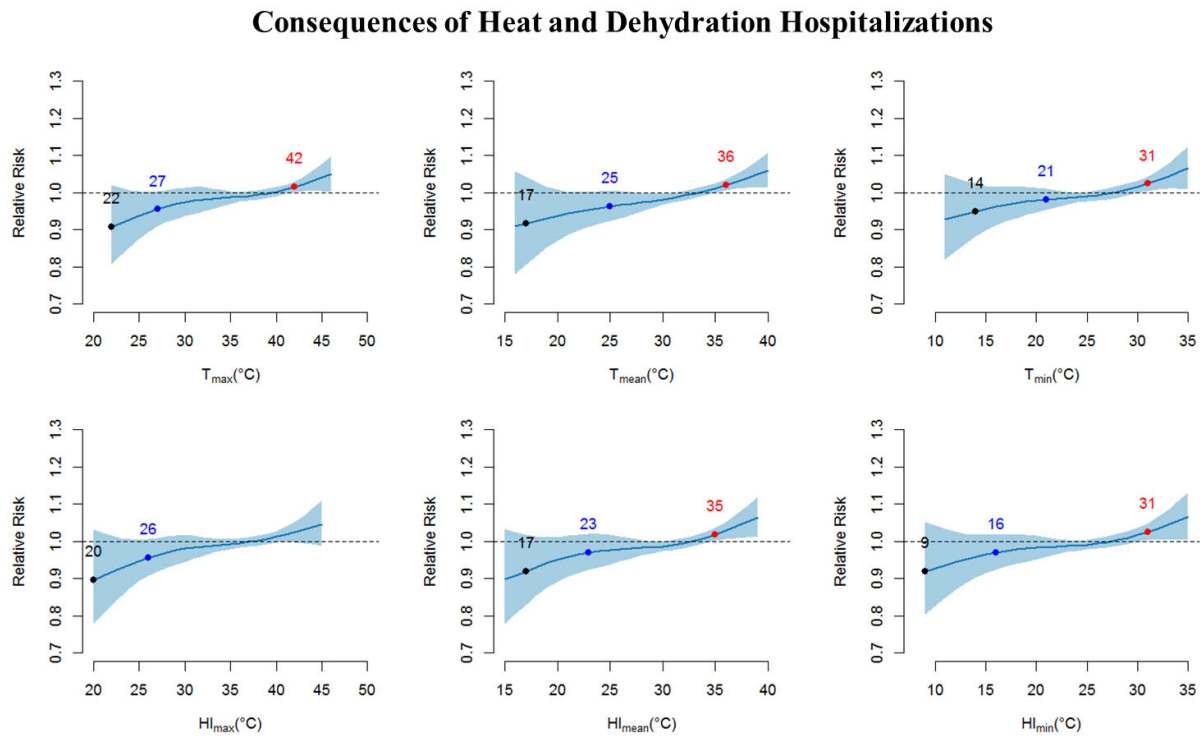 Consequences of Heat and Dehydration Hospitalizations
Relative Risk
0.7 0.8 0.9 1.0 1.1 1.2 1.3
22
27
42
20 25 30 35 40 45 50
Tmax(°C)
Relative Risk
0.7 0.8 0.9 1.0 1.1 1.2 1.3
17
25
36
15 20 25 30 35 40
Tmean(°C)
Relative Risk
0.7 0.8 0.9 1.0 1.1 1.2 1.3
14
21
31
10 15 20 25 30 35
Tmin(°C)
Relative Risk
0.7 0.8 0.9 1.0 1.1 1.2 1.3
20
26
20 25 30 35 40 45 50
HImax(°C)
Relative Risk
0.7 0.8 0.9 1.0 1.1 1.2 1.3
17
23
35
15 20 25 30 35 40
HImean(°C)
Relative Risk
0.7 0.8 0.9 1.0 1.1 1.2 1.3
9
16
31
10 15 20 25 30 35
HImin(°C)